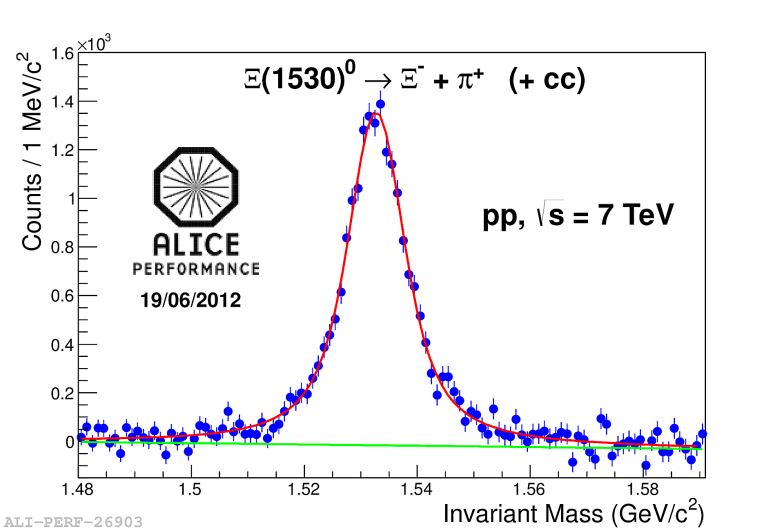 ×10³
Counts / 1 MeV/c²
1.6
1.4
1.2
1
0.8
0.6
0.4
0.2
0
Ξ(1530)⁰ → Ξ⁻ + π⁺ (+ cc)
ALICE
PERFORMANCE
19/06/2012
pp, √s = 7 TeV
1.48 1.5 1.52 1.54 1.56 1.58
Invariant Mass (GeV/c²)
ALI-PERF-26903